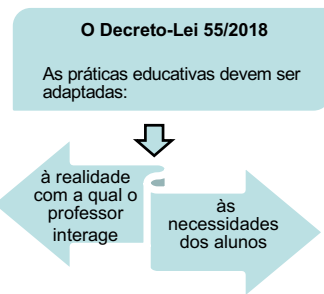 O Decreto-Lei 55/2018
As práticas educativas devem ser
adaptadas:
à realidade
com a qual o
professor
interage
às
necessidades
dos alunos